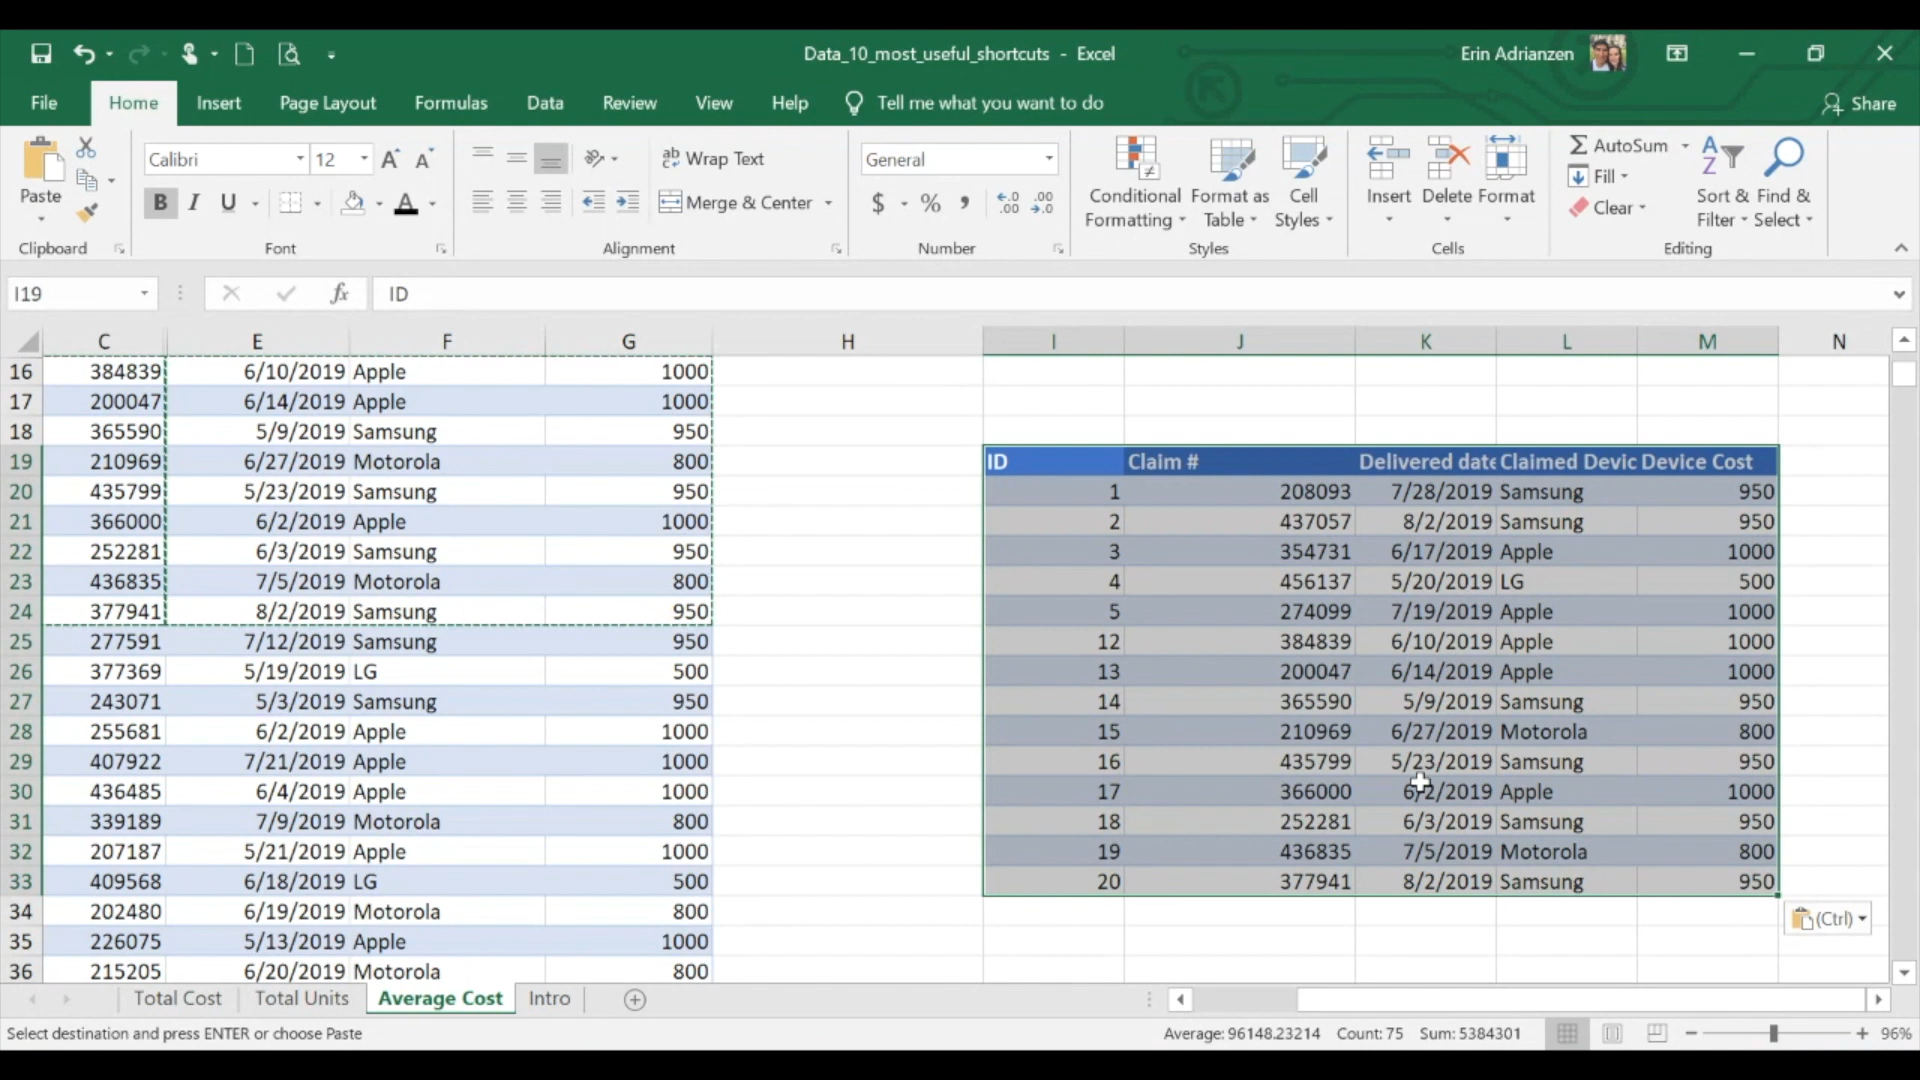 Data_10_most_useful_shortcuts - Excel
Erin Adrianzen
File Home Insert Page Layout Formulas Data Review View Help Tell me what you want to do Share
Paste
Clipboard
Calibri 12
B I U
Font
Wrap Text
Merge & Center
Alignment
General
$ % ,
Number
Conditional Formatting
Format as Table
Cell Styles
Styles
Insert Delete Format
Cells
AutoSum
Fill
Clear
Sort & Filter
Find & Select
Editing
I19 fx ID
C E F G H I J K L M N
16 384839 6/10/2019 Apple 1000
17 200047 6/14/2019 Apple 1000
18 365590 5/9/2019 Samsung 950
19 210969 6/27/2019 Motorola 800 ID Claim # Delivered date Claimed Devic Device Cost
20 435799 5/23/2019 Samsung 950 1 208093 7/28/2019 Samsung 950
21 366000 6/2/2019 Apple 1000 2 437057 8/2/2019 Samsung 950
22 252281 6/3/2019 Samsung 950 3 354731 6/17/2019 Apple 1000
23 436835 7/5/2019 Motorola 800 4 456137 5/20/2019 LG 500
24 377941 8/2/2019 Samsung 950 5 274099 7/19/2019 Apple 1000
25 277591 7/12/2019 Samsung 950 12 384839 6/10/2019 Apple 1000
26 377369 5/19/2019 LG 500 13 200047 6/14/2019 Apple 1000
27 243071 5/3/2019 Samsung 950 14 365590 5/9/2019 Samsung 950
28 255681 6/2/2019 Apple 1000 15 210969 6/27/2019 Motorola 800
29 407922 7/21/2019 Apple 1000 16 435799 5/23/2019 Samsung 950
30 436485 6/4/2019 Apple 1000 17 366000 6/2/2019 Apple 1000
31 339189 7/9/2019 Motorola 800 18 252281 6/3/2019 Samsung 950
32 207187 5/21/2019 Apple 1000 19 436835 7/5/2019 Motorola 800
33 409568 6/18/2019 LG 500 20 377941 8/2/2019 Samsung 950
34 202480 6/19/2019 Motorola 800
(Ctrl)
35 226075 5/13/2019 Apple 1000
36 215205 6/20/2019 Motorola 800
Total Cost Total Units Average Cost Intro
Select destination and press ENTER or choose Paste Average: 96148.23214 Count: 75 Sum: 5384301 96%